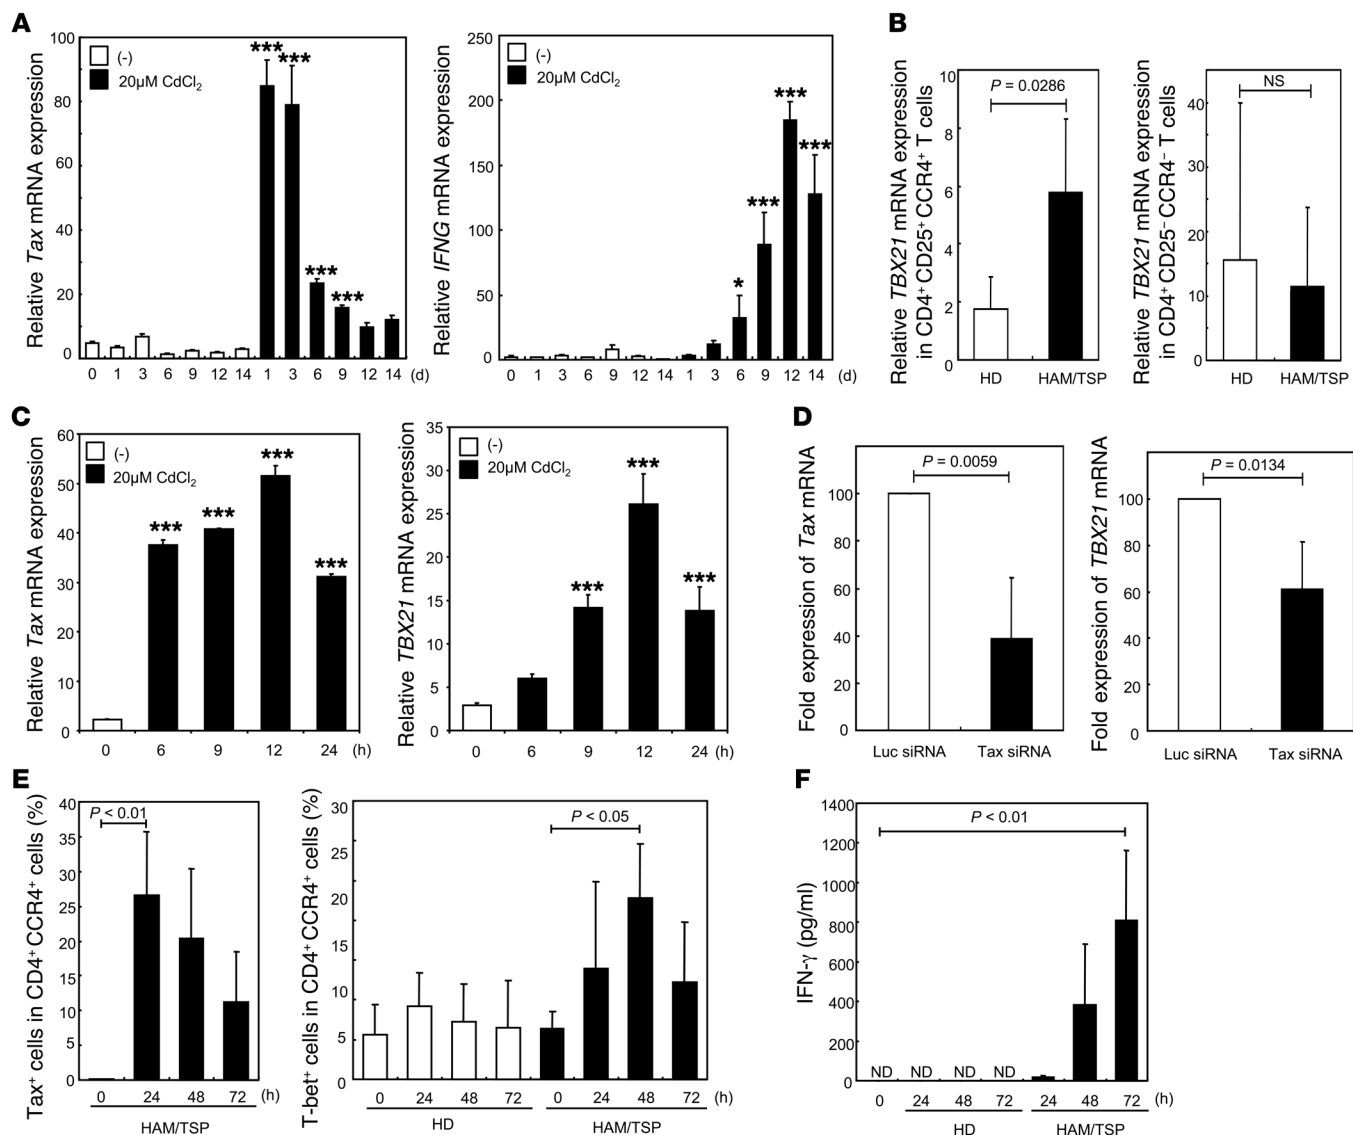 A
Relative Tax mRNA expression
100
80
60
40
20
0
(-)
20μM CdCl₂
*** *** *** ***
0 1 3 6 9 12 14 1 3 6 9 12 14 (d)
Relative IFNG mRNA expression
250
200
150
100
50
0
(-)
20μM CdCl₂
* *** *** ***
0 1 3 6 9 12 14 1 3 6 9 12 14 (d)
B
Relative TBX21 mRNA expression
in CD4⁺ CD25⁺ CCR4⁺ T cells
10
8
6
4
2
0
P = 0.0286
HD HAM/TSP
Relative TBX21 mRNA expression
in CD4⁺ CD25⁻ CCR4⁻ T cells
40
30
20
10
0
NS
HD HAM/TSP
C
Relative Tax mRNA expression
60
50
40
30
20
10
0
(-)
20μM CdCl₂
*** *** *** ***
0 6 9 12 24 (h)
Relative TBX21 mRNA expression
35
30
25
20
15
10
5
0
(-)
20μM CdCl₂
*** *** ***
0 6 9 12 24 (h)
D
Fold expression of Tax mRNA
100
80
60
40
20
0
P = 0.0059
Luc siRNA Tax siRNA
Fold expression of TBX21 mRNA
100
80
60
40
20
0
P = 0.0134
Luc siRNA Tax siRNA
E
Tax⁺ cells in CD4⁺CCR4⁺ cells (%)
40
35
30
25
20
15
10
5
0
P < 0.01
0 24 48 72 (h)
HAM/TSP
T-bet⁺ cells in CD4⁺CCR4⁺ cells (%)
30
25
20
15
10
5
0
P < 0.05
0 24 48 72 0 24 48 72 (h)
HD HAM/TSP
F
IFN-γ (pg/ml)
1400
1200
1000
800
600
400
200
0
P < 0.01
ND ND ND ND
0 24 48 72 24 48 72 (h)
HD HAM/TSP